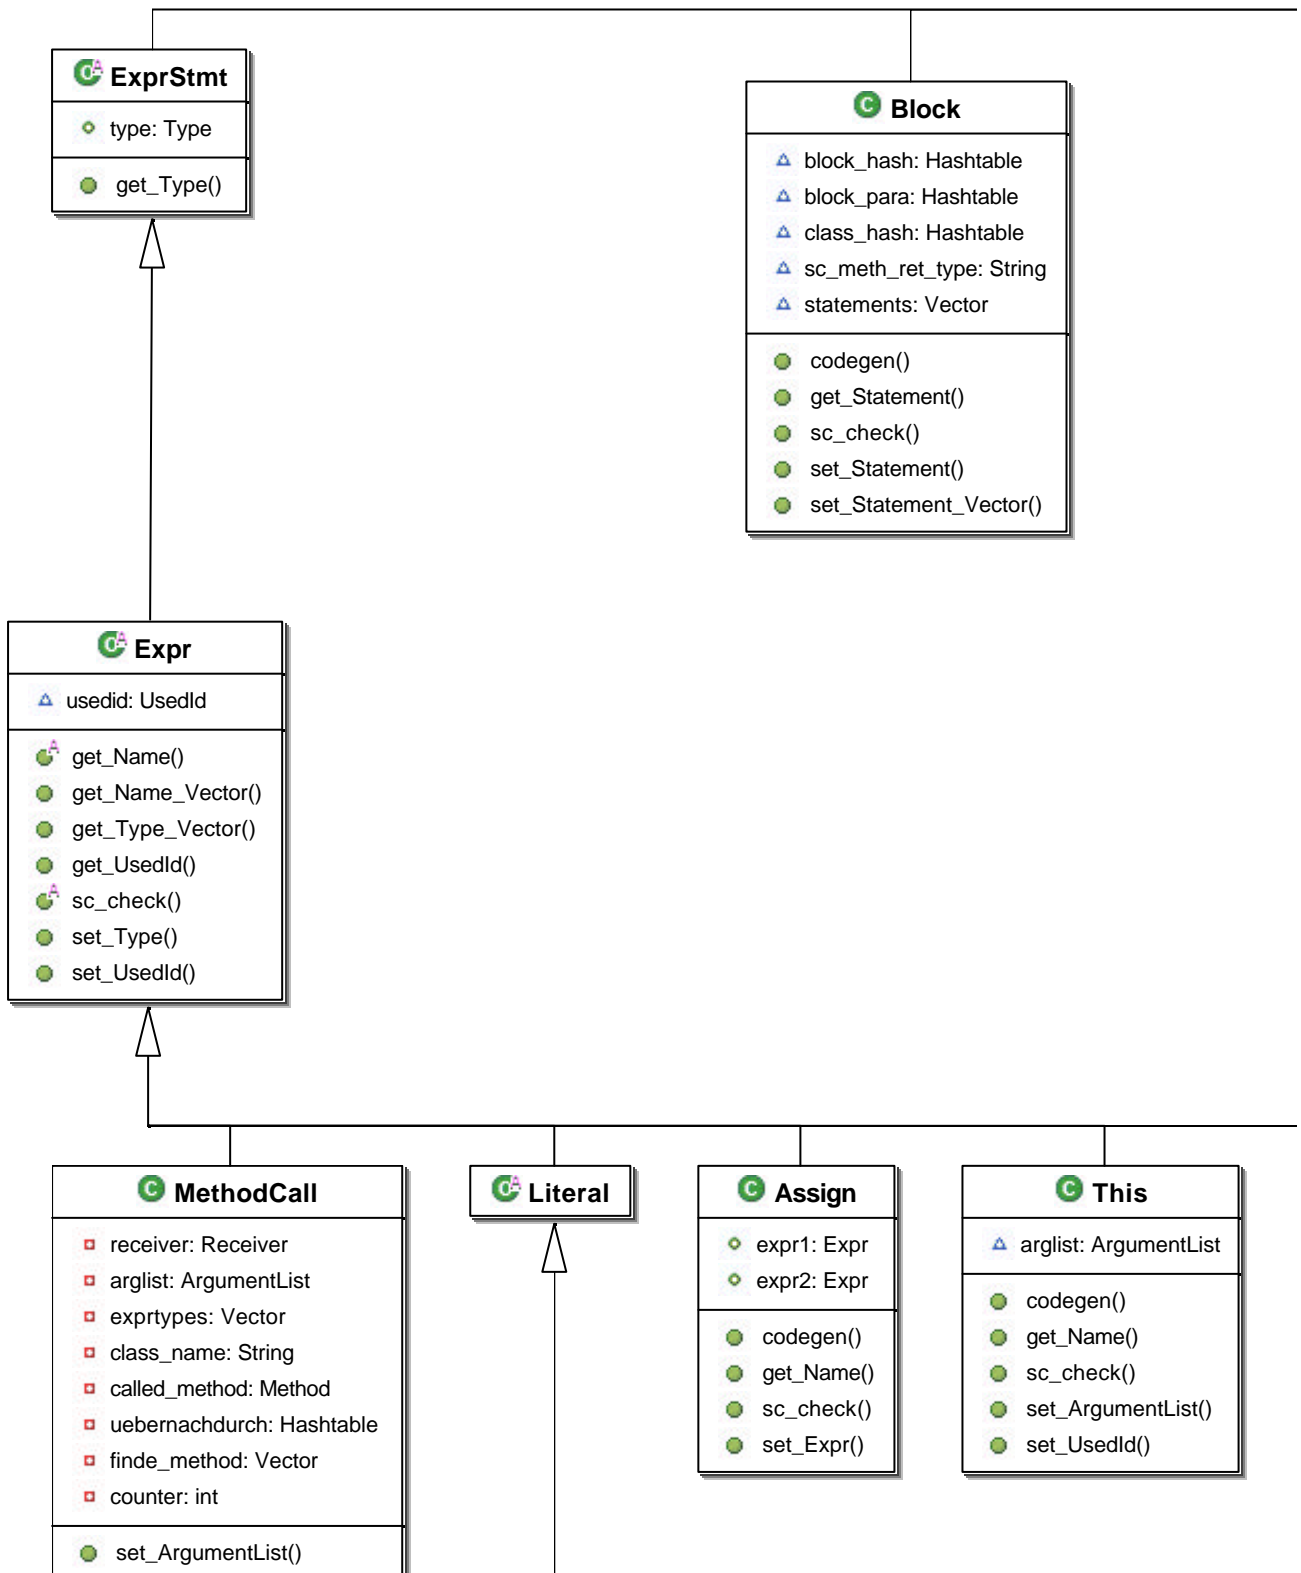 ExprStmt
type: Type
get_Type()
Block
block_hash: Hashtable
block_para: Hashtable
class_hash: Hashtable
sc_meth_ret_type: String
statements: Vector
codegen()
get_Statement()
sc_check()
set_Statement()
set_Statement_Vector()
Expr
usedid: UsedId
get_Name()
get_Name_Vector()
get_Type_Vector()
get_UsedId()
sc_check()
set_Type()
set_UsedId()
MethodCall
receiver: Receiver
arglist: ArgumentList
exprtypes: Vector
class_name: String
called_method: Method
uebernachdurch: Hashtable
finde_method: Vector
counter: int
set_ArgumentList()
Literal
Assign
expr1: Expr
expr2: Expr
codegen()
get_Name()
sc_check()
set_Expr()
This
arglist: ArgumentList
codegen()
get_Name()
sc_check()
set_ArgumentList()
set_UsedId()